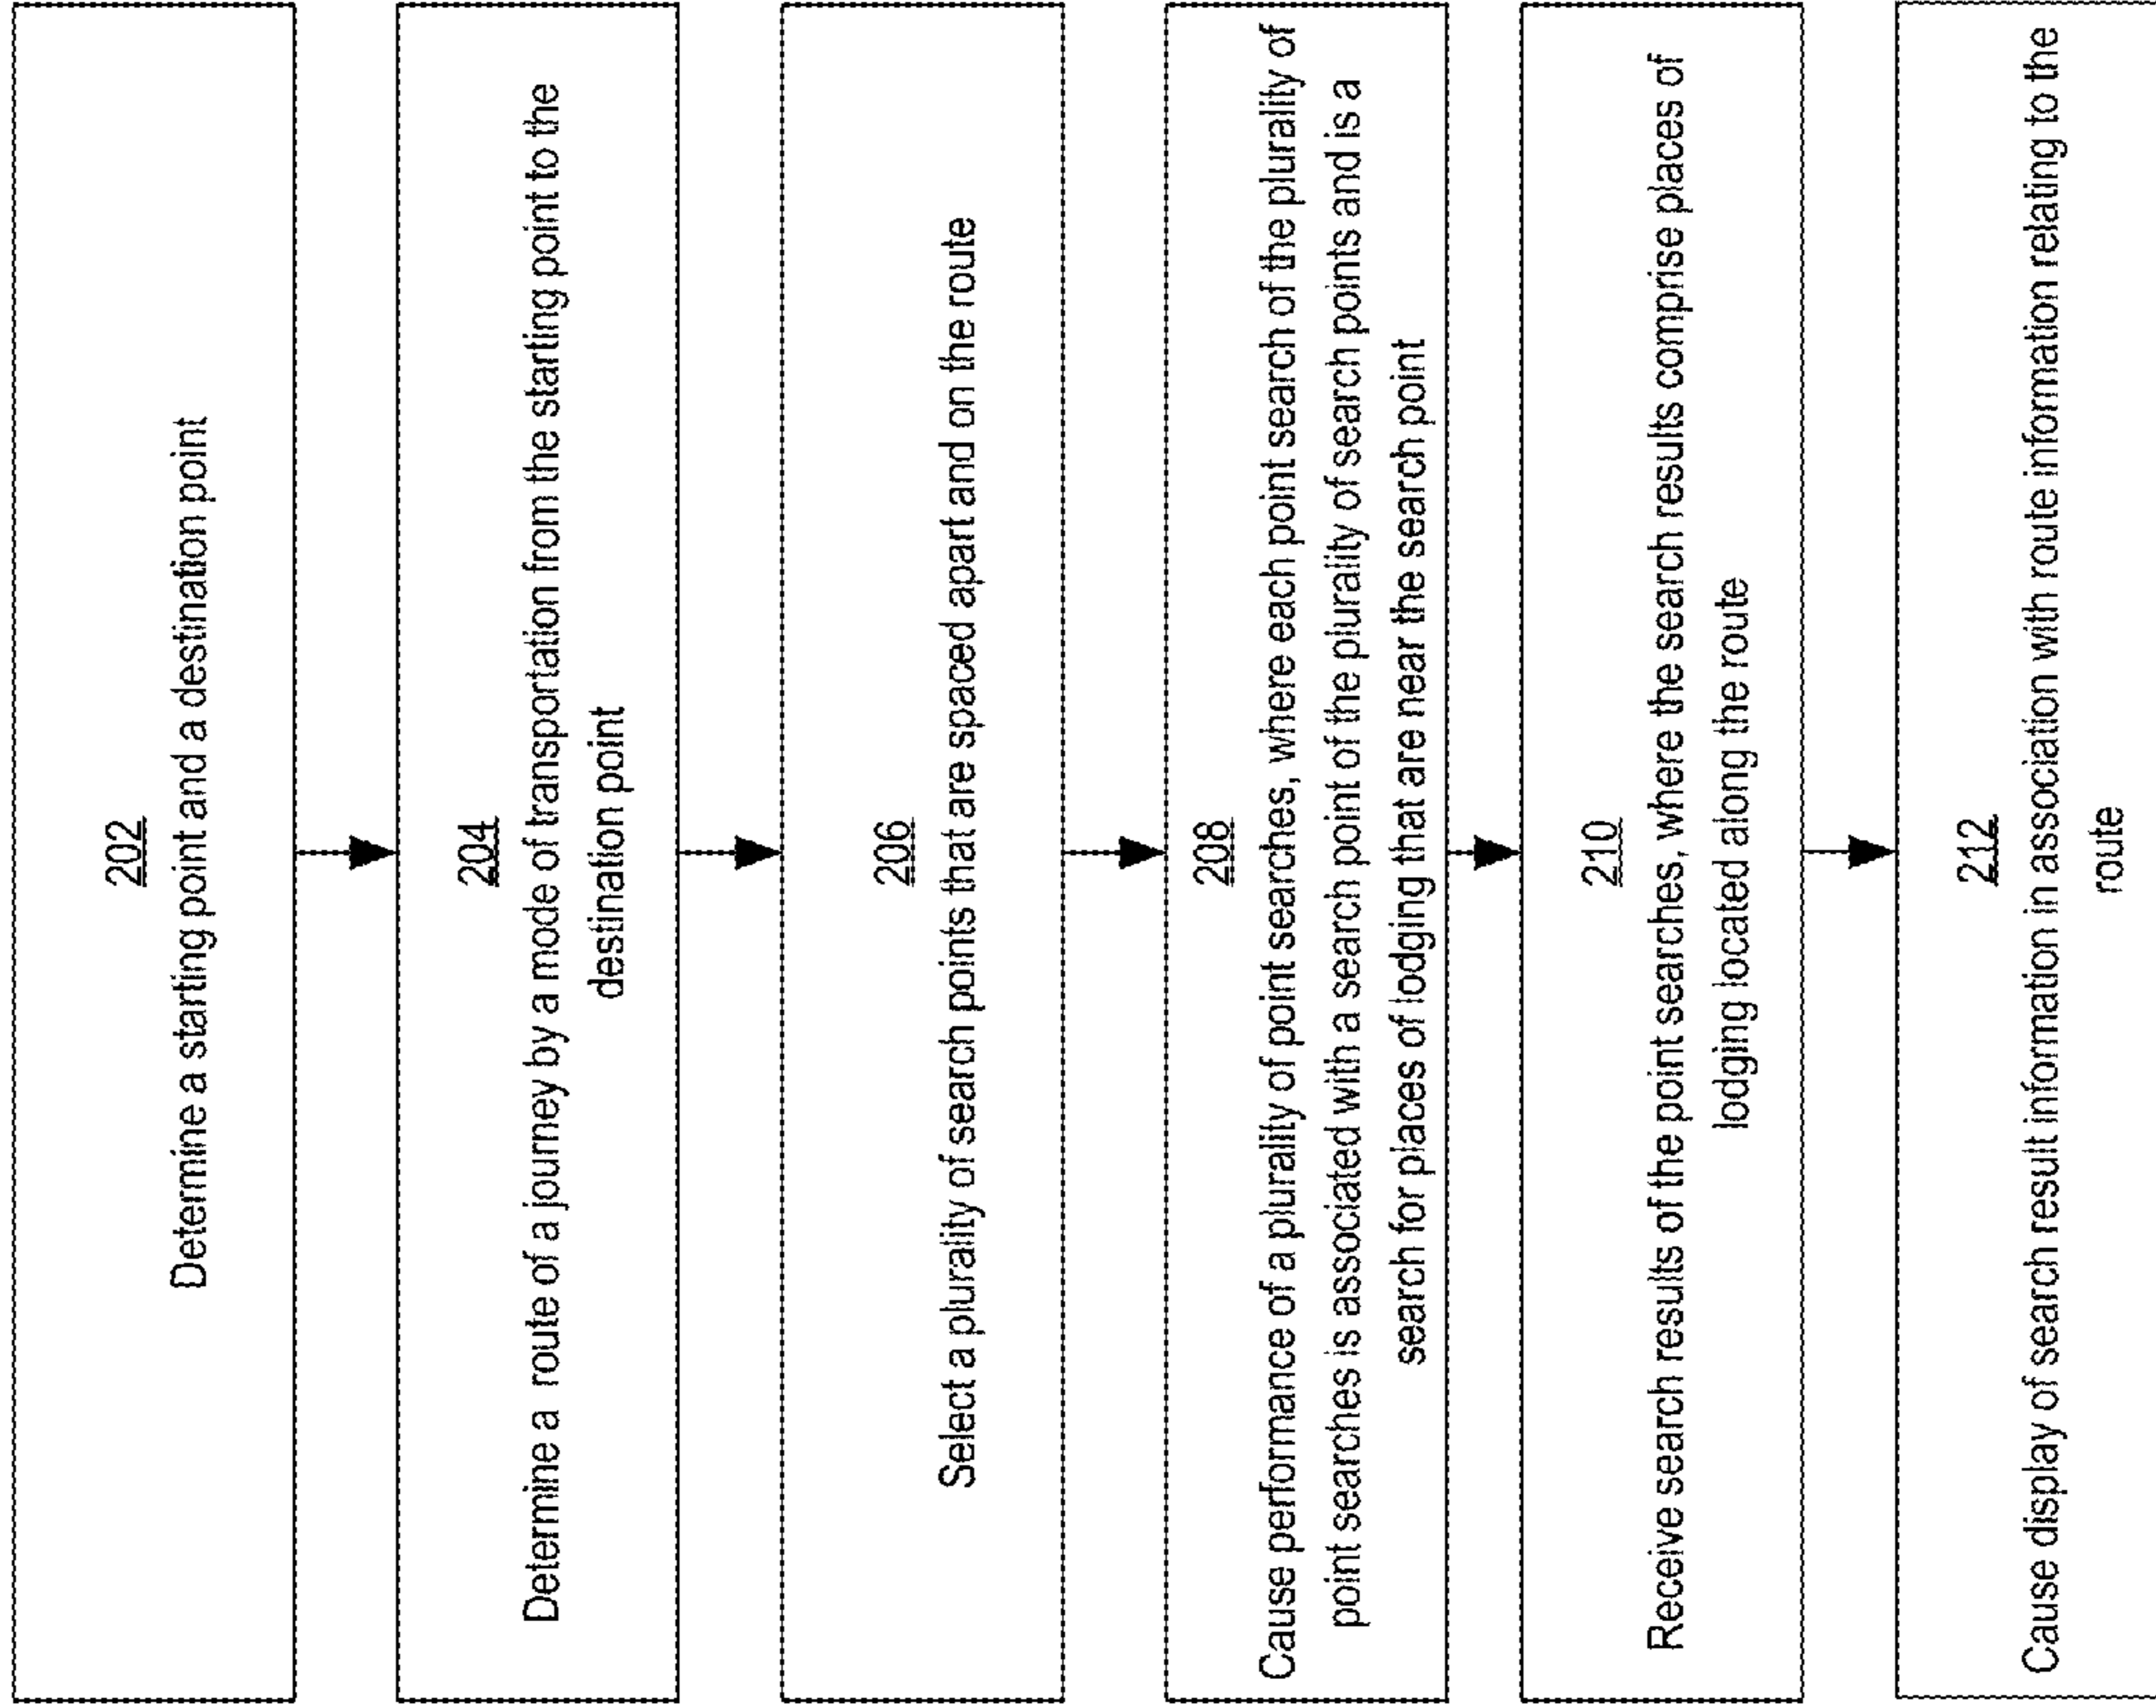 202
Determine a starting point and a destination point
204
Determine a route of a journey by a mode of transportation from the starting point to the
destination point
206
Select a plurality of search points that are spaced apart and on the route
208
Cause performance of a plurality of point searches, where each point search of the plurality of
point searches is associated with a search point of the plurality of search points and is a
search for places of lodging that are near the search point
210
Receive search results of the point searches, where the search results comprise places of
lodging located along the route
212
Cause display of search result information in association with route information relating to the
route